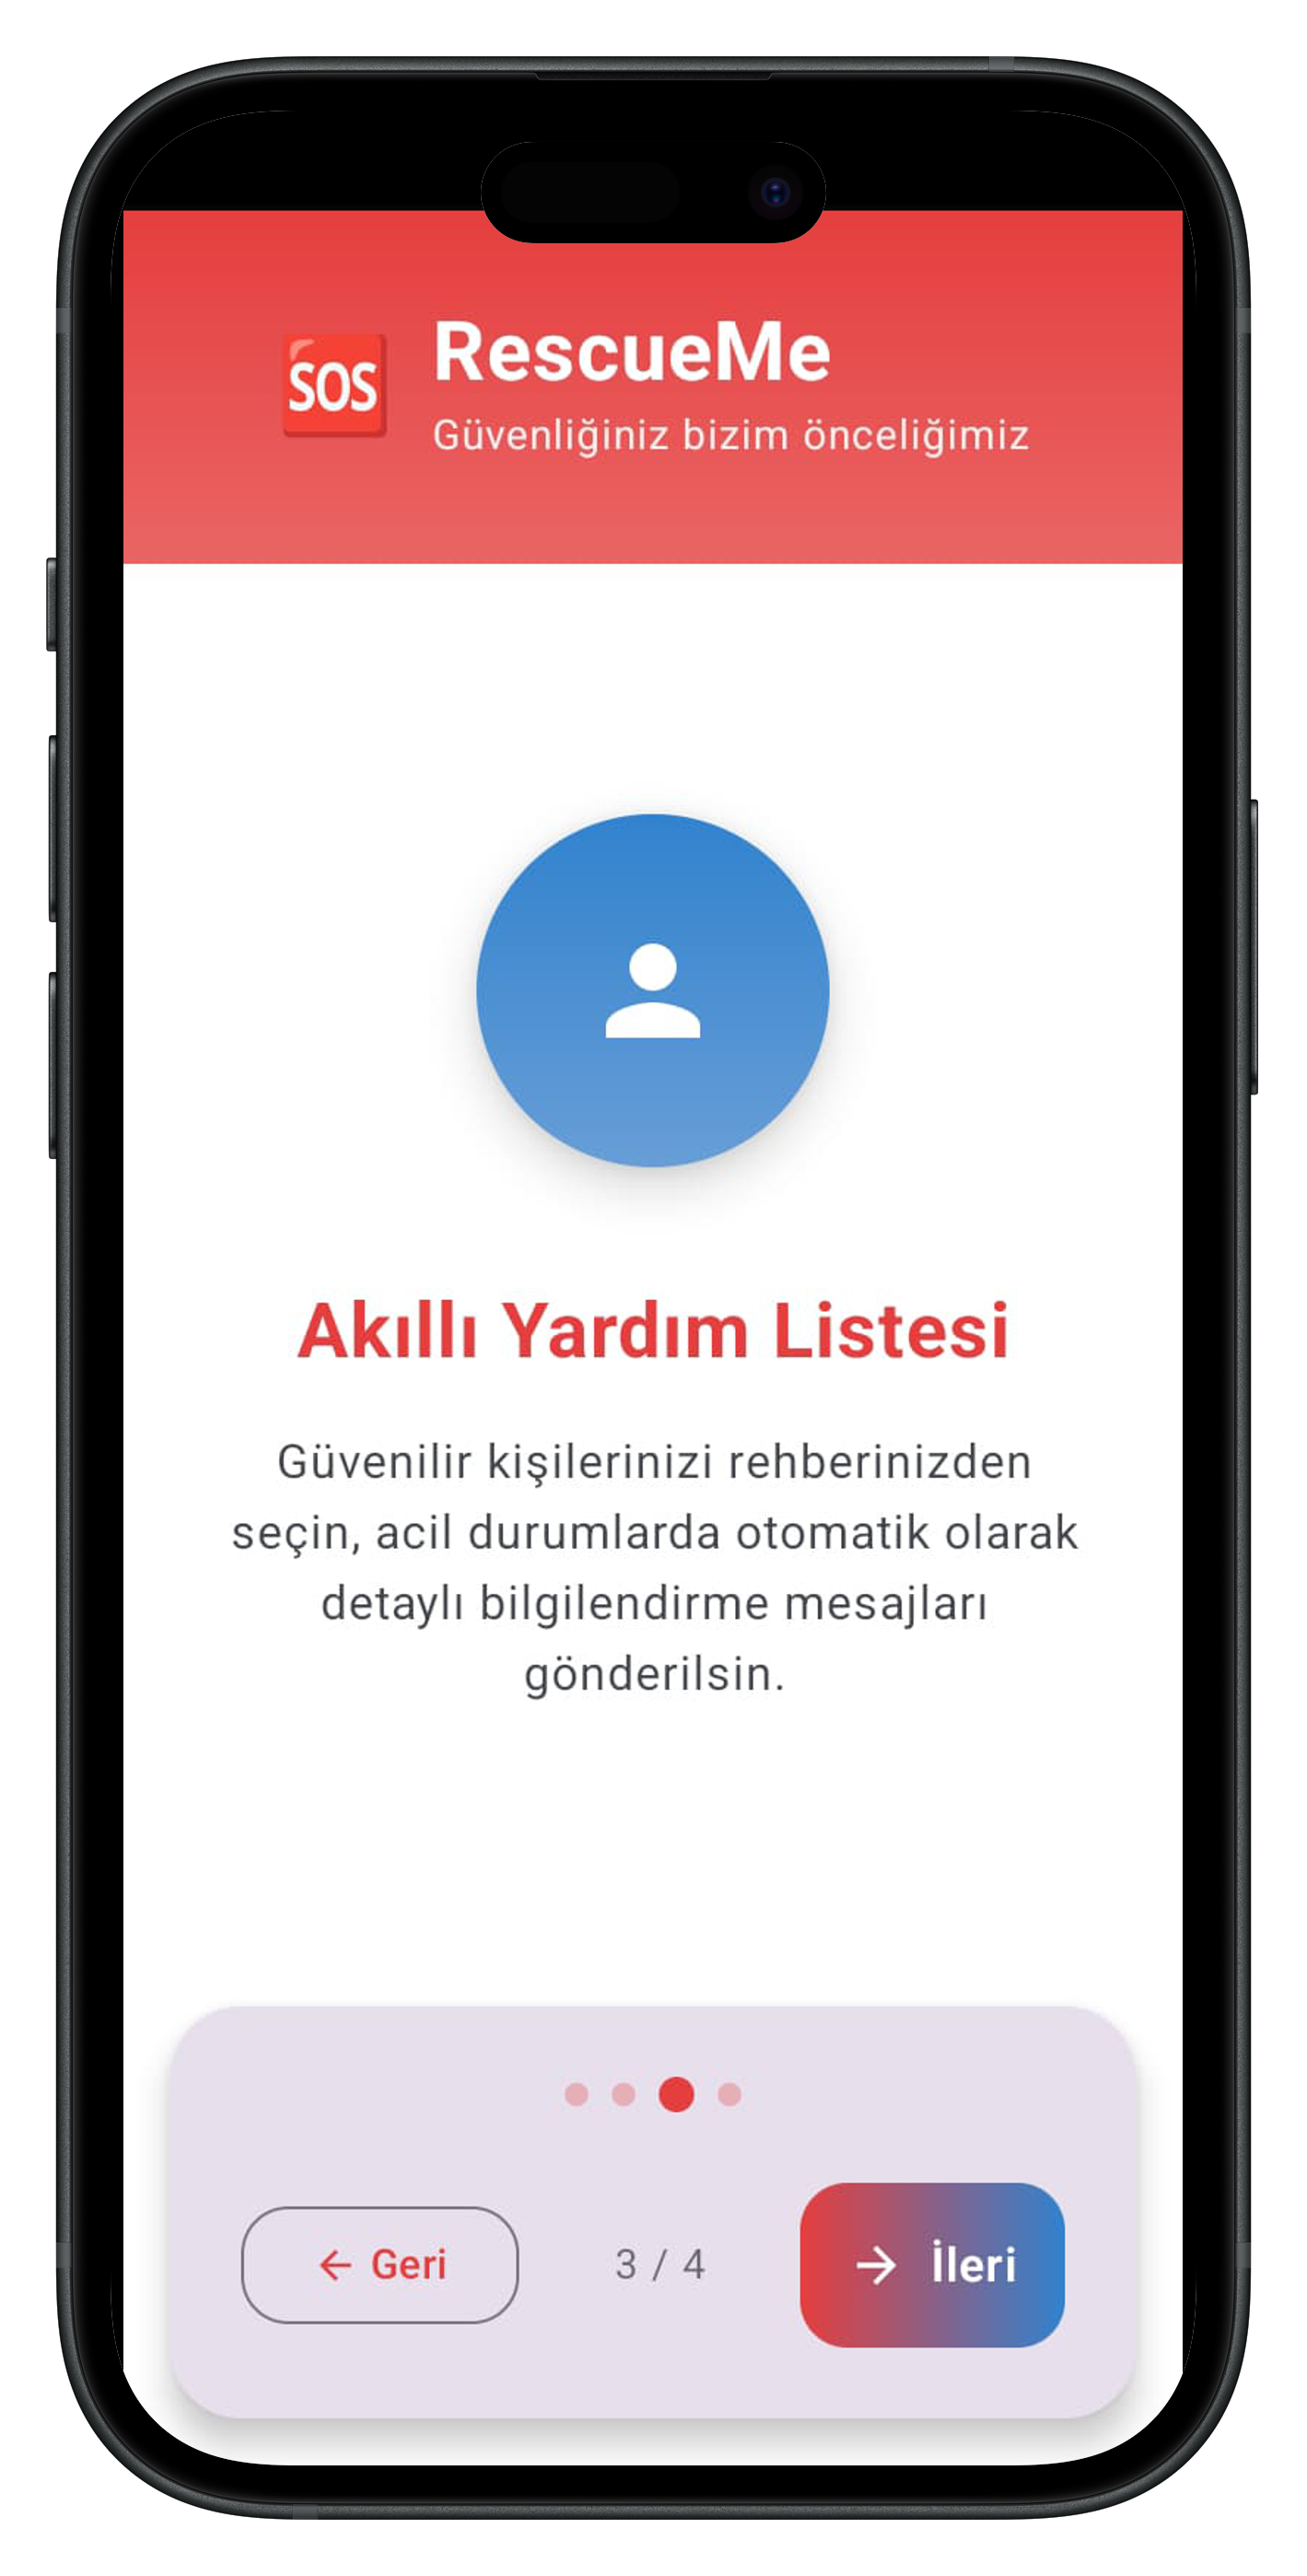 SOS
RescueMe
Güvenliğiniz bizim önceliğimiz
Akıllı Yardım Listesi
Güvenilir kişilerinizi rehberinizden
seçin, acil durumlarda otomatik olarak
detaylı bilgilendirme mesajları
gönderilsin.
← Geri
3 / 4
→ İleri